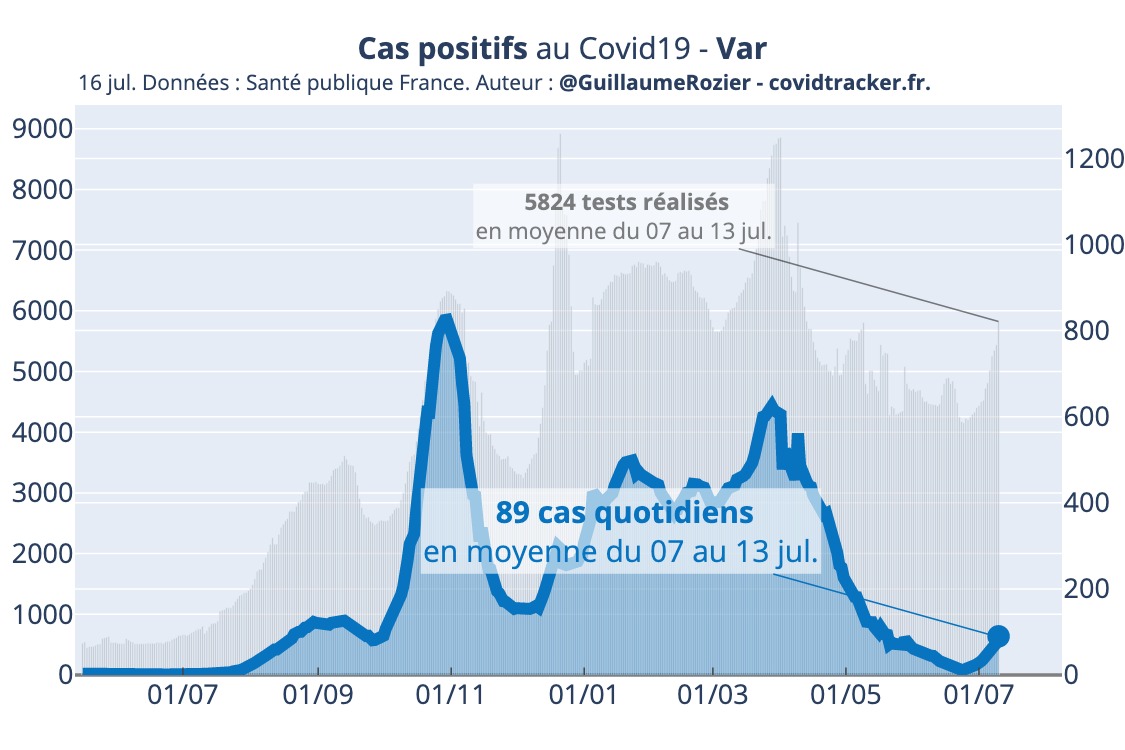 Cas positifs au Covid19 - Var
16 jul. Données : Santé publique France. Auteur : @GuillaumeRozier - covidtracker.fr.
9000
8000
7000
6000
5000
4000
3000
2000
1000
0
1200
1000
800
600
400
200
0
5824 tests réalisés
en moyenne du 07 au 13 jul.
89 cas quotidiens
en moyenne du 07 au 13 jul.
01/07 01/09 01/11 01/01 01/03 01/05 01/07